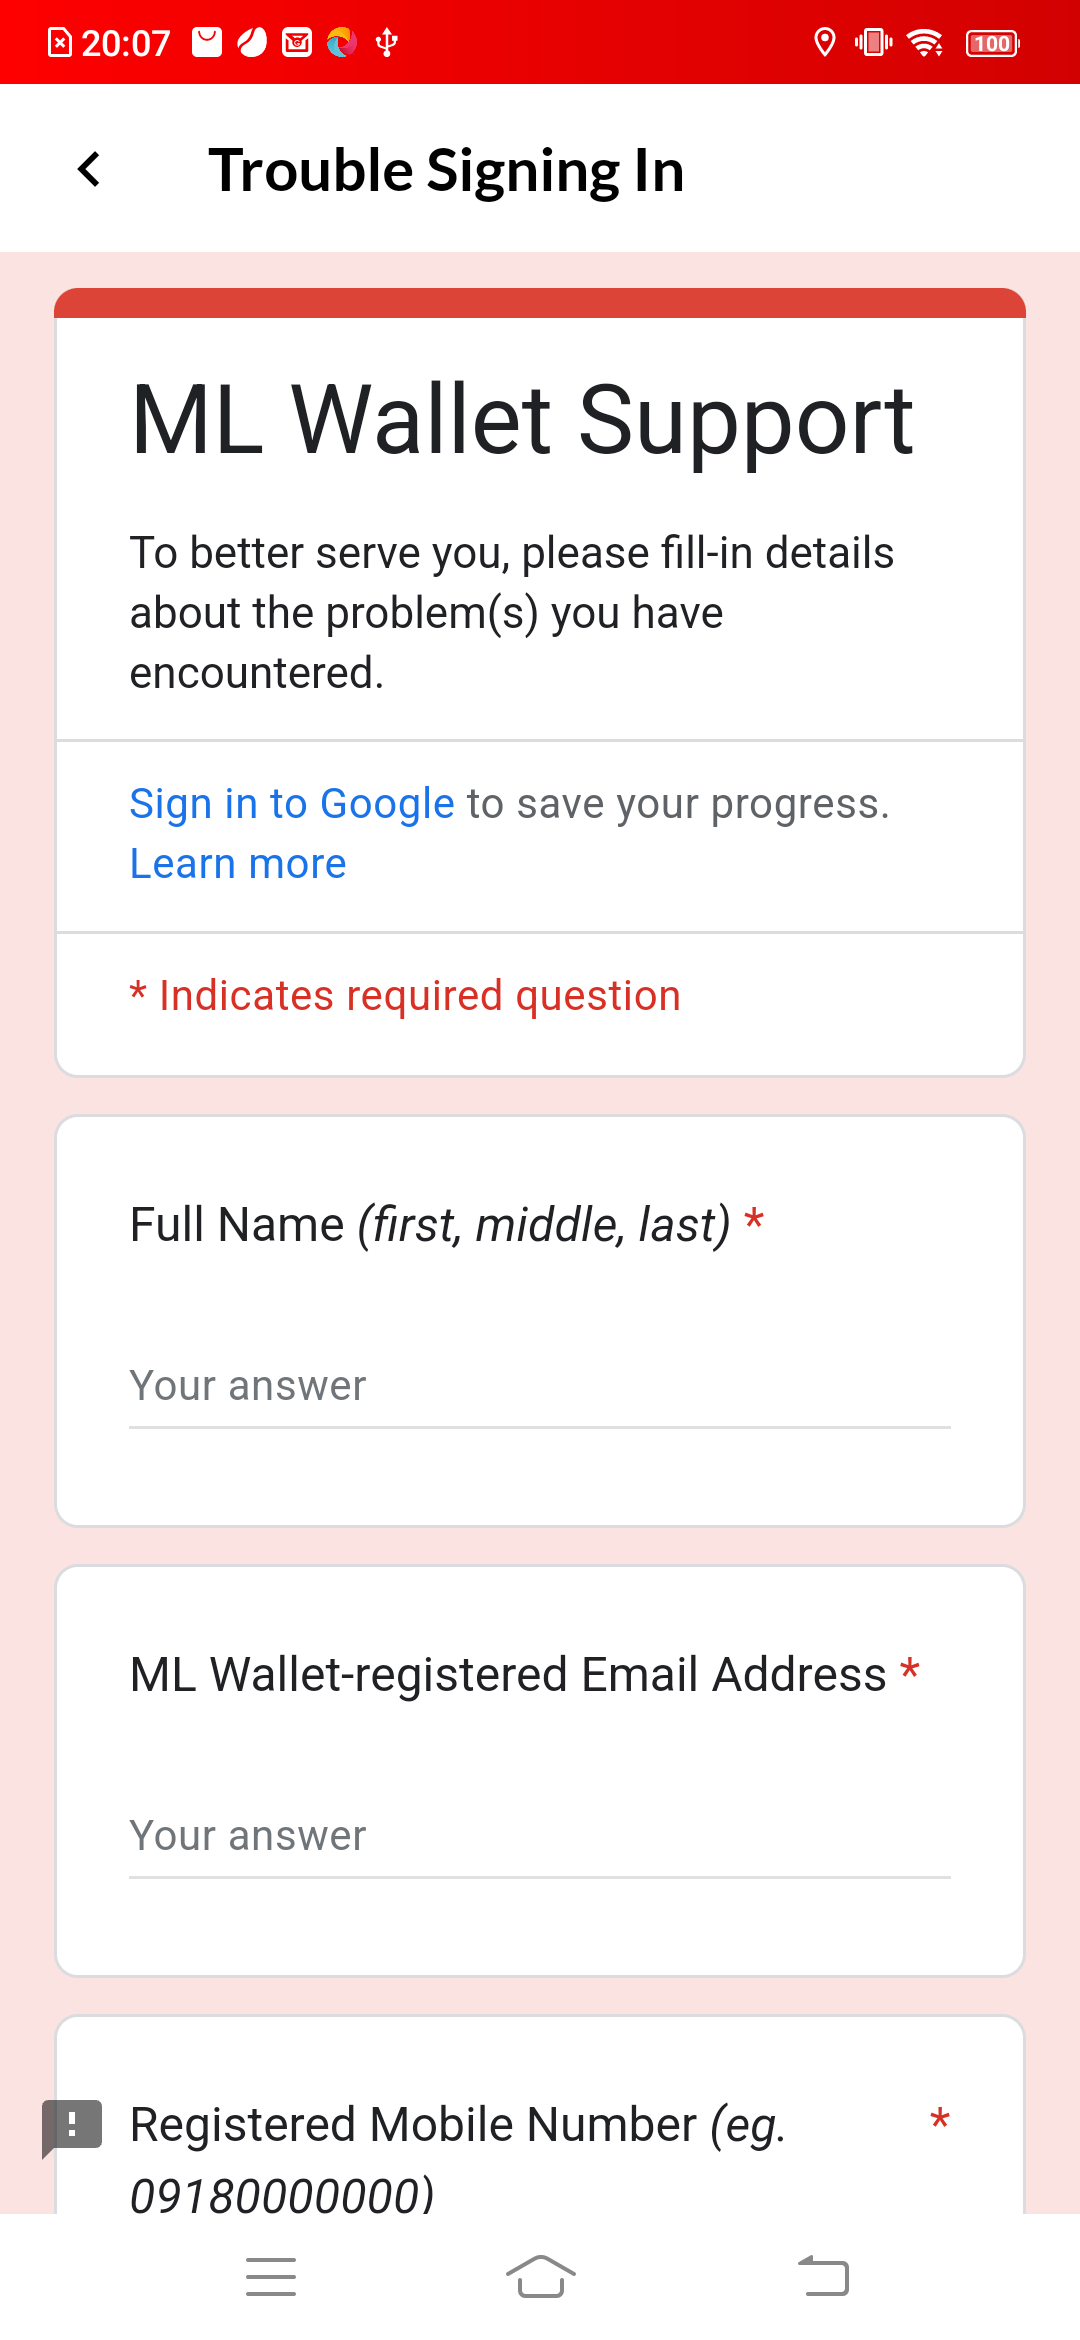 20:07
100
Trouble Signing In
ML Wallet Support
To better serve you, please fill-in details
about the problem(s) you have
encountered.
Sign in to Google to save your progress.
Learn more
* Indicates required question
Full Name (first, middle, last) *
Your answer
ML Wallet-registered Email Address *
Your answer
Registered Mobile Number (eg. *
09180000000)